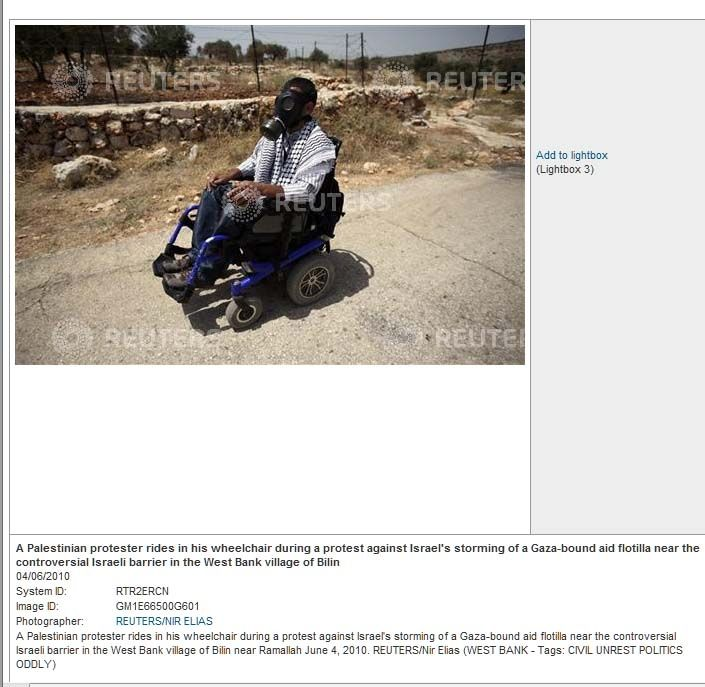 REUTERS REUTER
Add to lightbox
(Lightbox 3)
REUTERS
REUTERS REUTER
A Palestinian protester rides in his wheelchair during a protest against Israel's storming of a Gaza-bound aid flotilla near the
controversial Israeli barrier in the West Bank village of Bilin
04/06/2010
System ID: RTR2ERCN
Image ID: GM1E66500G601
Photographer: REUTERS/NIR ELIAS
A Palestinian protester rides in his wheelchair during a protest against Israel's storming of a Gaza-bound aid flotilla near the controversial
Israeli barrier in the West Bank village of Bilin near Ramallah June 4, 2010. REUTERS/Nir Elias (WEST BANK - Tags: CIVIL UNREST POLITICS
ODDLY)